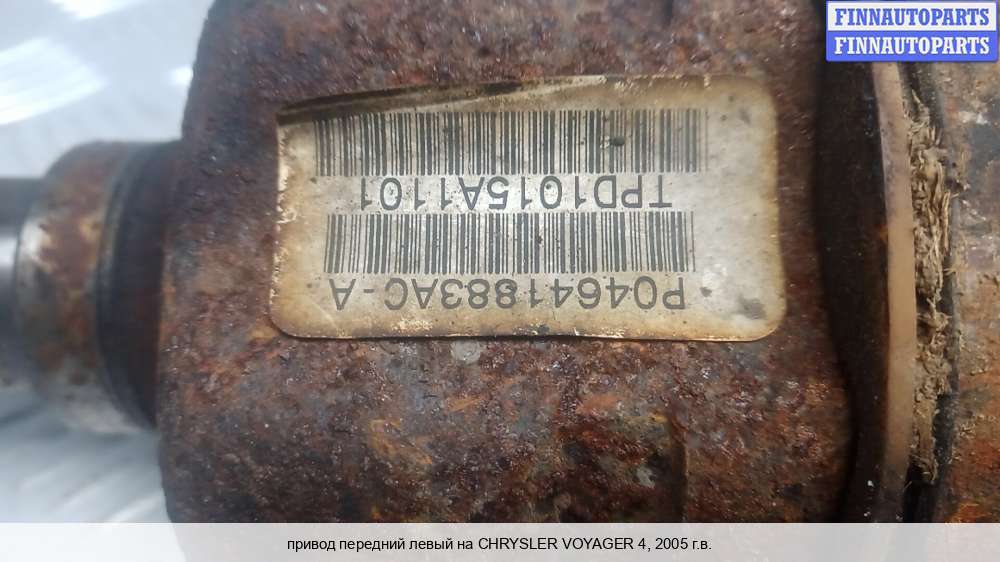 FINNAUTOPARTS
FINNAUTOPARTS
P04641883AC-A
TPD1015A1101
привод передний левый на CHRYSLER VOYAGER 4, 2005 г.в.